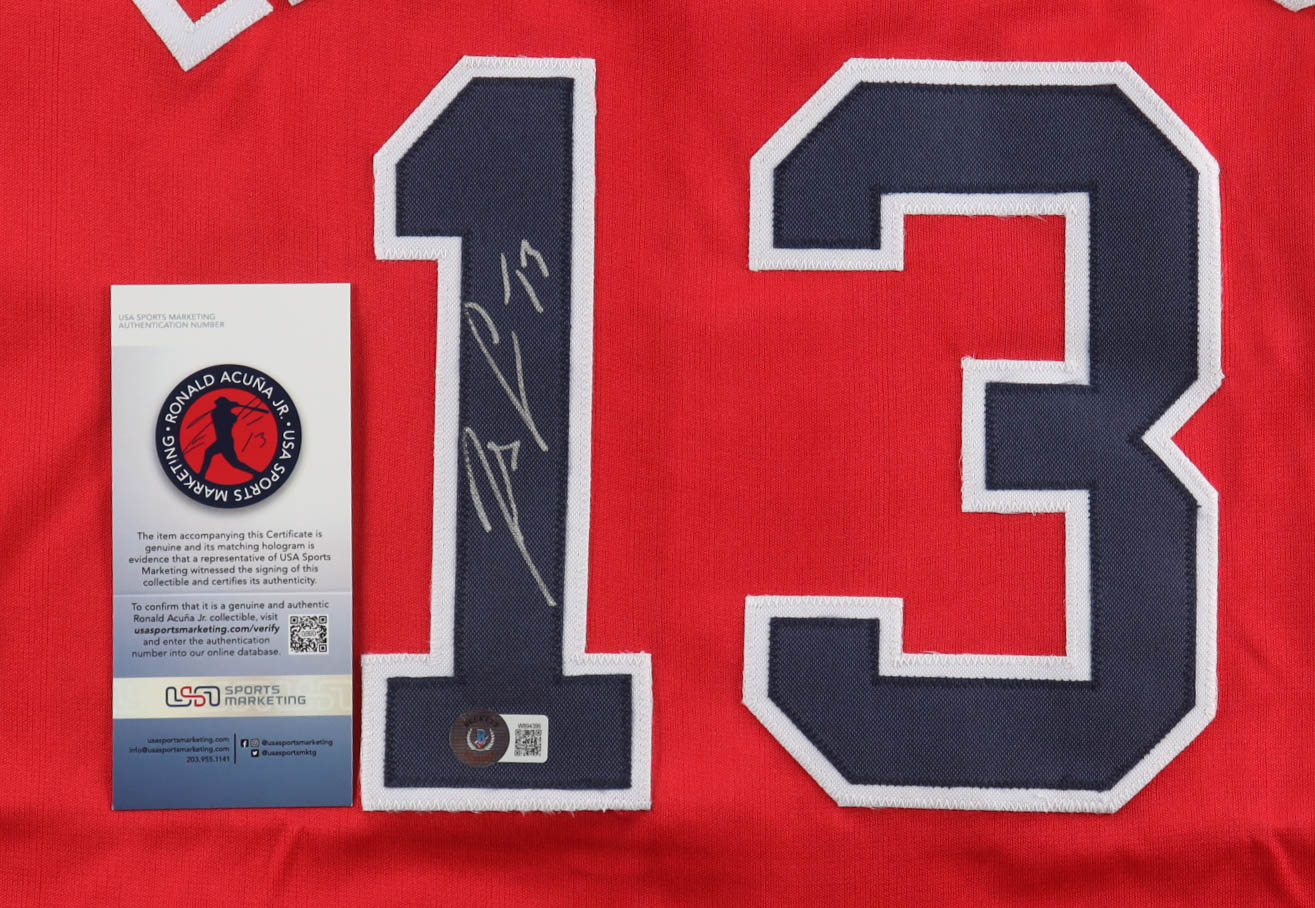 13
USA SPORTS MARKETING
AUTHENTICATION NUMBER
• RONALD ACUÑA JR. • USA SPORTS MARKETING
13
The item accompanying this Certificate is
genuine and its matching hologram is
evidence that a representative of USA Sports
Marketing witnessed the signing of this
collectible and certifies its authenticity.
To confirm that it is a genuine and authentic
Ronald Acuña Jr. collectible, visit
usasportsmarketing.com/verify
and enter the authentication
number into our online database.
USA SPORTS
MARKETING
usasportsmarketing.com
info@usasportsmarketing.com
203.955.1141
@usasportsmarketing
@usasportsmktg
'13
BECKETT
B